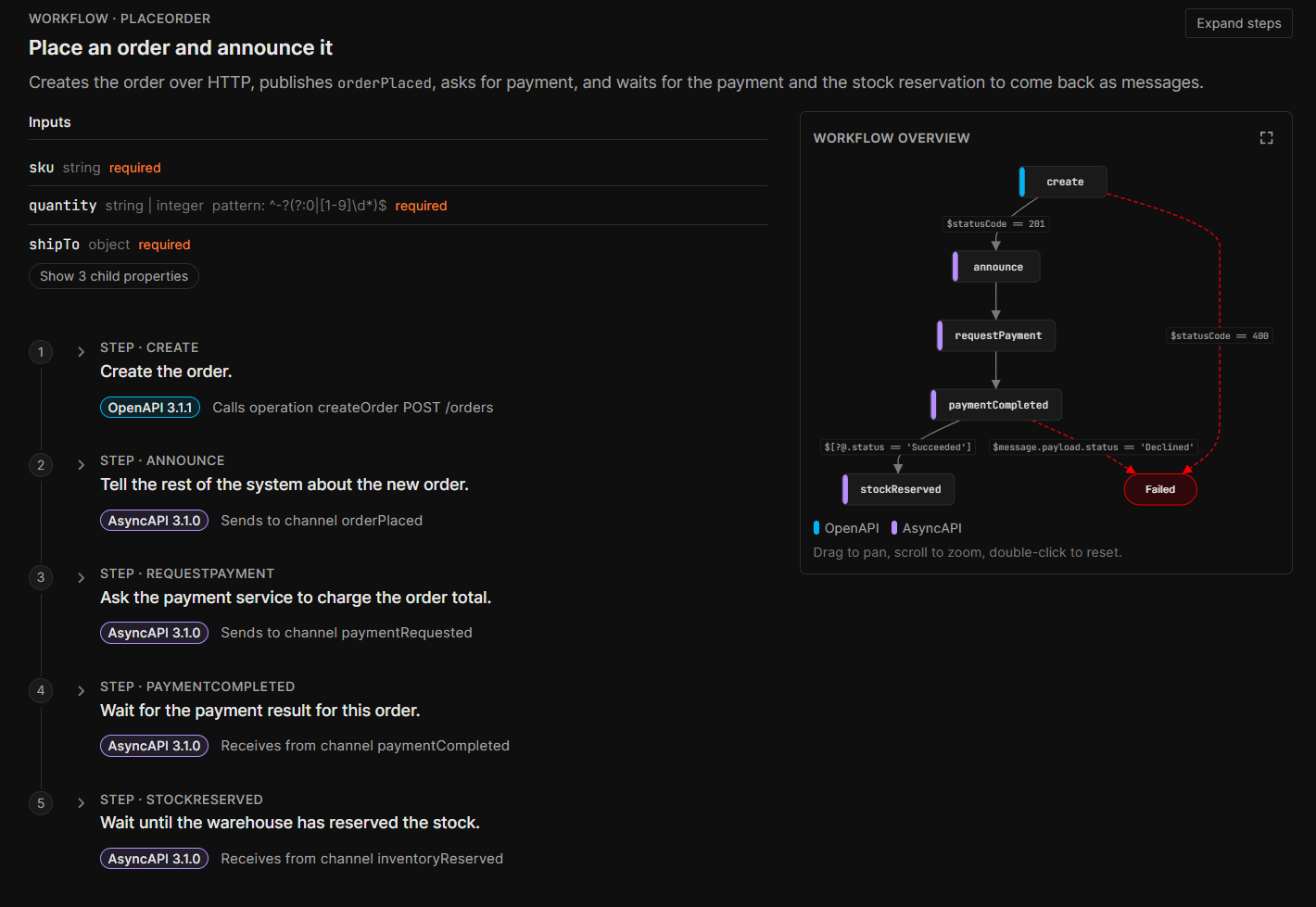 WORKFLOW · PLACEORDER
Expand steps
Place an order and announce it
Creates the order over HTTP, publishes orderPlaced, asks for payment, and waits for the payment and the stock reservation to come back as messages.
Inputs
sku string required
quantity string | integer pattern: ^-?(?:0|[1-9]\d*)$ required
shipTo object required
Show 3 child properties
1
STEP · CREATE
Create the order.
OpenAPI 3.1.1 Calls operation createOrder POST /orders
2
STEP · ANNOUNCE
Tell the rest of the system about the new order.
AsyncAPI 3.1.0 Sends to channel orderPlaced
3
STEP · REQUESTPAYMENT
Ask the payment service to charge the order total.
AsyncAPI 3.1.0 Sends to channel paymentRequested
4
STEP · PAYMENTCOMPLETED
Wait for the payment result for this order.
AsyncAPI 3.1.0 Receives from channel paymentCompleted
5
STEP · STOCKRESERVED
Wait until the warehouse has reserved the stock.
AsyncAPI 3.1.0 Receives from channel inventoryReserved
WORKFLOW OVERVIEW
create
$statusCode == 201
announce
requestPayment
$statusCode == 400
paymentCompleted
$[?@.status == 'Succeeded']
$message.payload.status == 'Declined'
stockReserved
Failed
OpenAPI AsyncAPI
Drag to pan, scroll to zoom, double-click to reset.